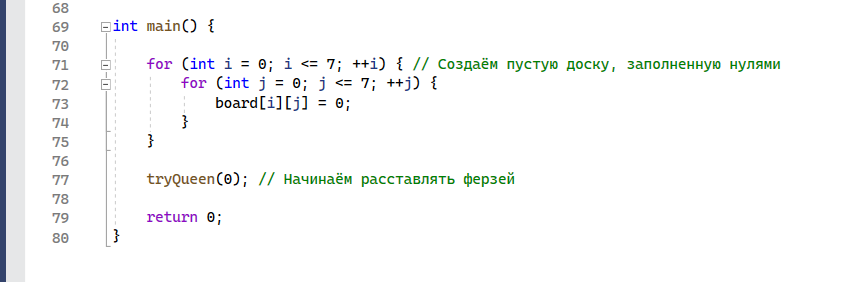 68
69 int main() {
70
71 for (int i = 0; i <= 7; ++i) { // Создаём пустую доску, заполненную нулями
72 for (int j = 0; j <= 7; ++j) {
73 board[i][j] = 0;
74 }
75 }
76
77 tryQueen(0); // Начинаём расставлять ферзей
78
79 return 0;
80 }